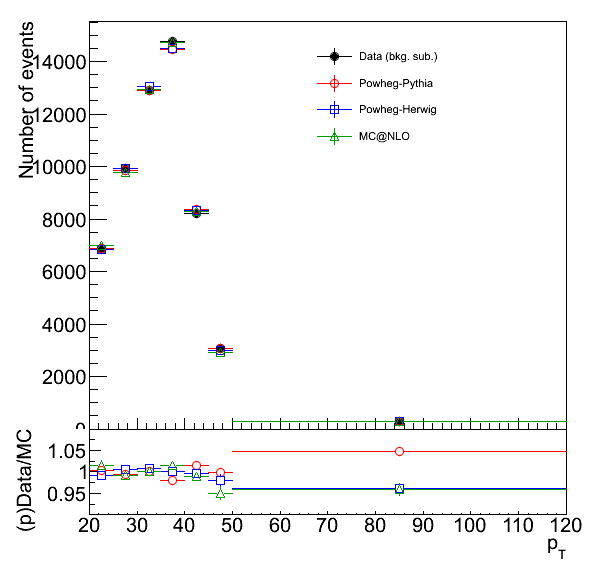 Number of events
14000
12000
10000
8000
6000
4000
2000
0
Data (bkg. sub.)
Powheg-Pythia
Powheg-Herwig
MC@NLO
(p)Data/MC
1.05
1
0.95
20 30 40 50 60 70 80 90 100 110 120
p_T